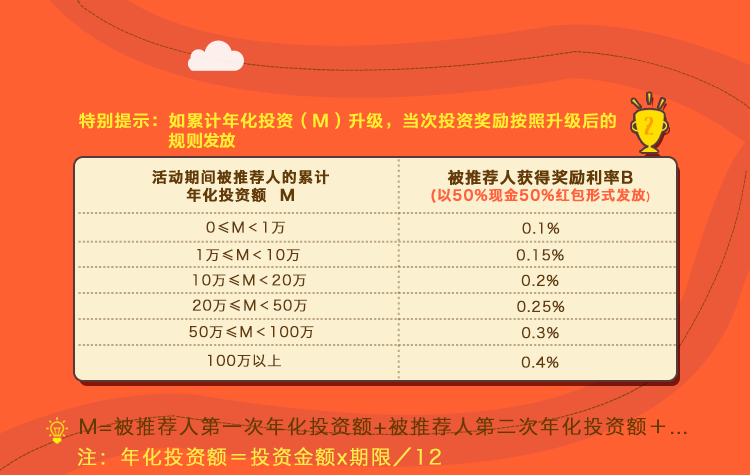 特别提示：如累计年化投资（M）升级，当次投资奖励按照升级后的
规则发放
2
活动期间被推荐人的累计
年化投资额 M
被推荐人获得奖励利率B
(以50%现金50%红包形式发放)
0≤M<1万
0.1%
1万≤M<10万
0.15%
10万≤M<20万
0.2%
20万≤M<50万
0.25%
50万≤M<100万
0.3%
100万以上
0.4%
M=被推荐人第一次年化投资额+被推荐人第二次年化投资额＋...
注：年化投资额＝投资金额x期限／12